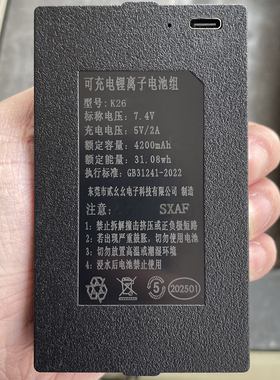 可充电锂离子电池组
型号: K26
标称电压: 7.4V
充电电压: 5V/2A
额定容量: 4200mAh
额定能量: 31.08wh
执行标准: GB31241-2022
东莞市贰幺幺电子科技有限公司 制造
注意: SXAF
1、禁止拆解撞击挤压或正负极短路
2、若出现严重鼓胀，切勿继续使用
3、切勿放置高温或潮湿环境
4、浸水后电池禁止使用
5
202501